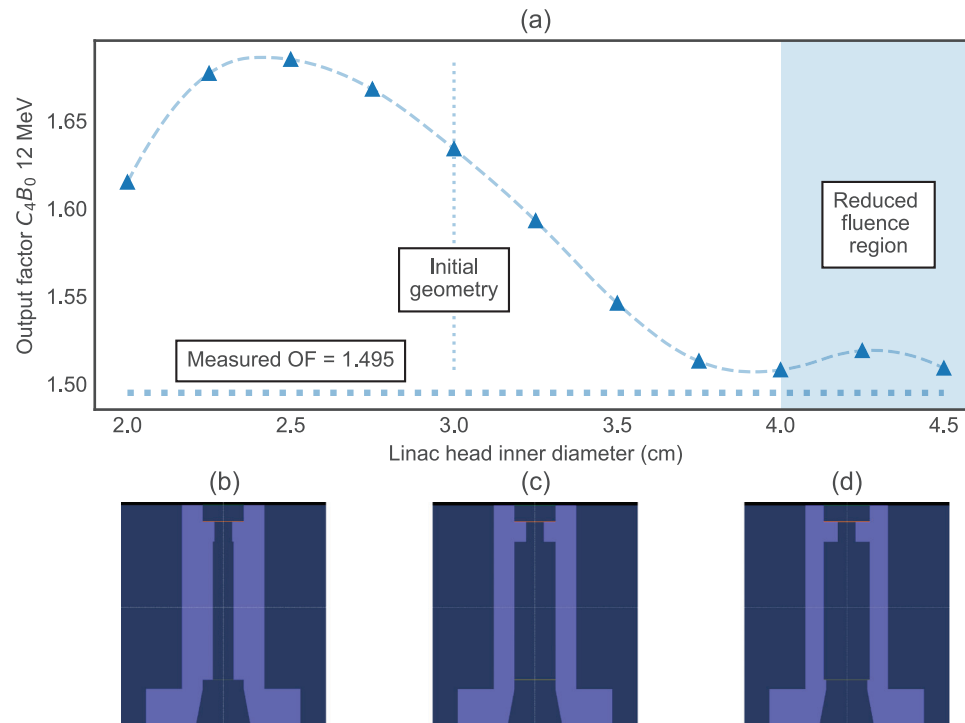 (a)
Output factor C₄B₀ 12 MeV
1.65
1.60
1.55
1.50
Initial
geometry
Reduced
fluence
region
Measured OF = 1.495
2.0 2.5 3.0 3.5 4.0 4.5
Linac head inner diameter (cm)
(b) (c) (d)